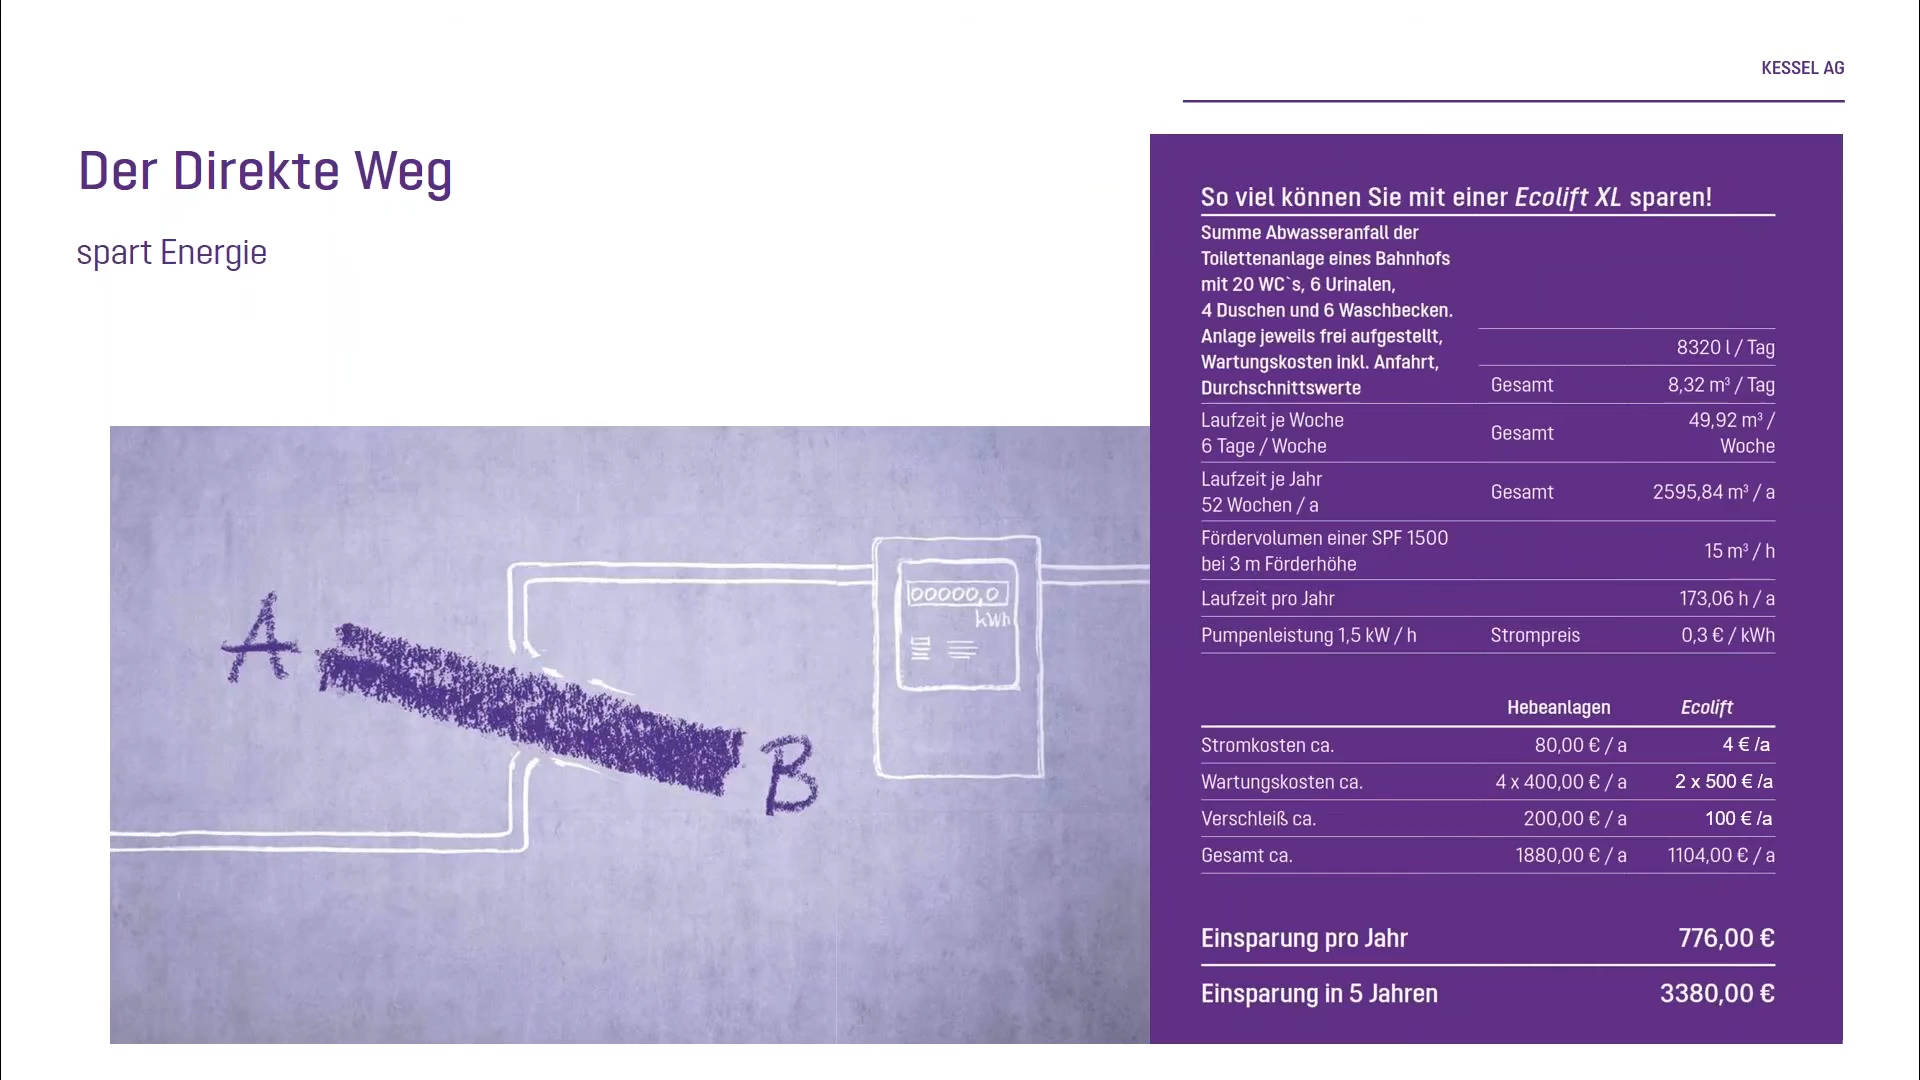 KESSEL AG
Der Direkte Weg
spart Energie
So viel können Sie mit einer Ecolift XL sparen!
Summe Abwasseranfall der
Toilettenanlage eines Bahnhofs
mit 20 WC`s, 6 Urinalen,
4 Duschen und 6 Waschbecken.
Anlage jeweils frei aufgestellt,
Wartungskosten inkl. Anfahrt,
Durchschnittswerte
8320 l / Tag
Gesamt 8,32 m³ / Tag
Laufzeit je Woche
6 Tage / Woche
Gesamt
49,92 m³ /
Woche
Laufzeit je Jahr
52 Wochen / a
Gesamt
2595,84 m³ / a
Fördervolumen einer SPF 1500
bei 3 m Förderhöhe
15 m³ / h
Laufzeit pro Jahr 173,06 h / a
Pumpenleistung 1,5 kW / h Strompreis 0,3 € / kWh
Hebeanlagen Ecolift
Stromkosten ca. 80,00 € / a 4 € /a
Wartungskosten ca. 4 x 400,00 € / a 2 x 500 € /a
Verschleiß ca. 200,00 € / a 100 € /a
Gesamt ca. 1880,00 € / a 1104,00 € / a
Einsparung pro Jahr 776,00 €
Einsparung in 5 Jahren 3380,00 €
A
B
00000,0
kWh